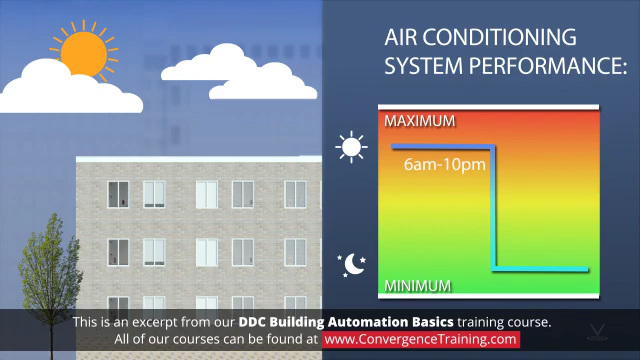 AIR CONDITIONING
SYSTEM PERFORMANCE:
MAXIMUM
6am-10pm
MINIMUM
This is an excerpt from our DDC Building Automation Basics training course.
All of our courses can be found at www.ConvergenceTraining.com